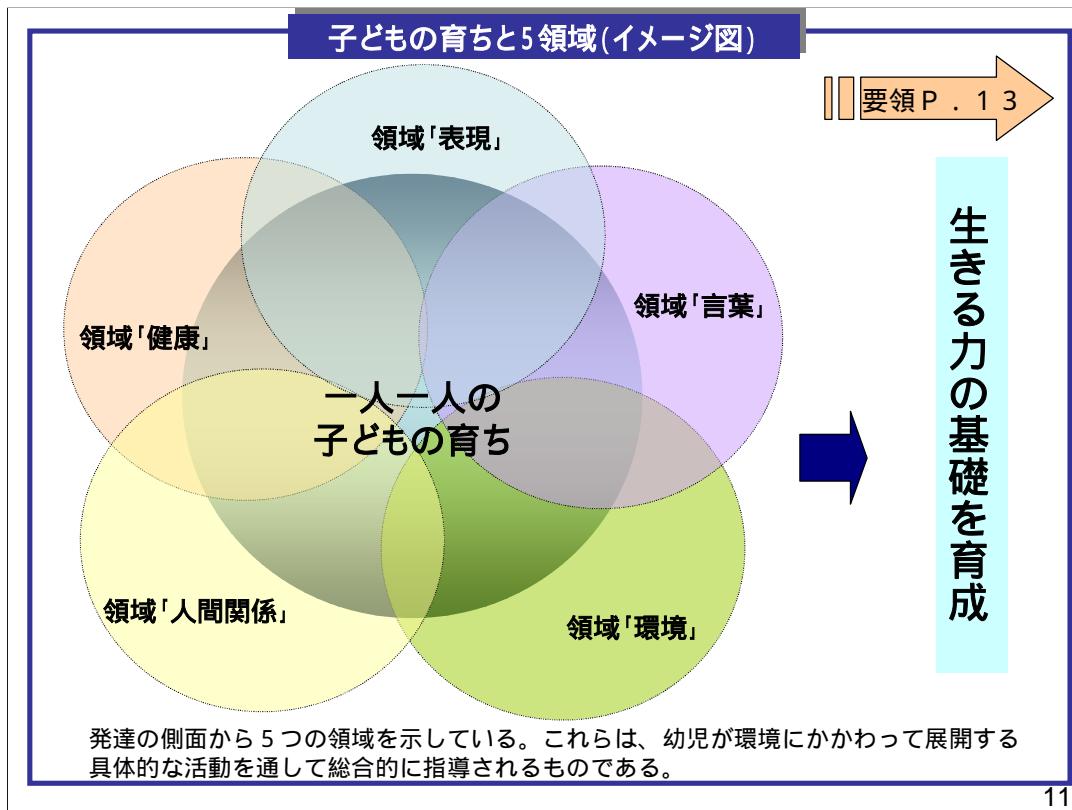 子どもの育ちと5領域(イメージ図)
要領P.13
領域「表現」
領域「言葉」
領域「健康」
一人一人の
子どもの育ち
領域「人間関係」
領域「環境」
生きる力の基礎を育成
発達の側面から5つの領域を示している。これらは、幼児が環境にかかわって展開する
具体的な活動を通して総合的に指導されるものである。
11